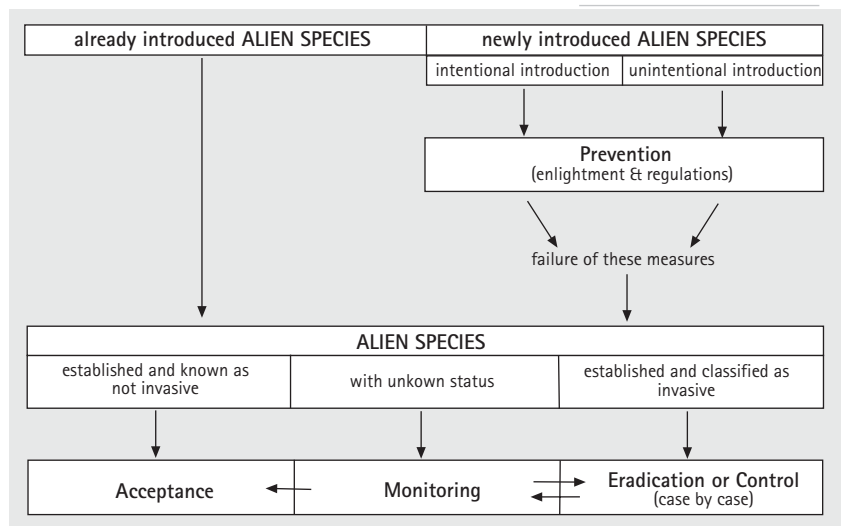 already introduced ALIEN SPECIES
newly introduced ALIEN SPECIES
intentional introduction
unintentional introduction
Prevention
(enlightment & regulations)
failure of these measures
ALIEN SPECIES
established and known as
not invasive
with unkown status
established and classified as
invasive
Acceptance
Monitoring
Eradication or Control
(case by case)